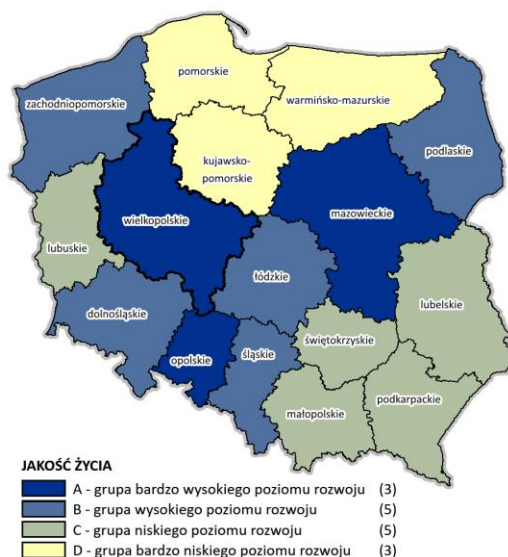 pomorskie
zachodniopomorskie
warmińsko-mazurskie
podlaskie
kujawsko-
pomorskie
wielkopolskie
mazowieckie
lubuskie
łódzkie
dolnośląskie
lubelskie
świętokrzyskie
opolskie
śląskie
małopolskie
podkarpackie
JAKOŚĆ ŻYCIA
A - grupa bardzo wysokiego poziomu rozwoju (3)
B - grupa wysokiego poziomu rozwoju (5)
C - grupa niskiego poziomu rozwoju (5)
D - grupa bardzo niskiego poziomu rozwoju (3)